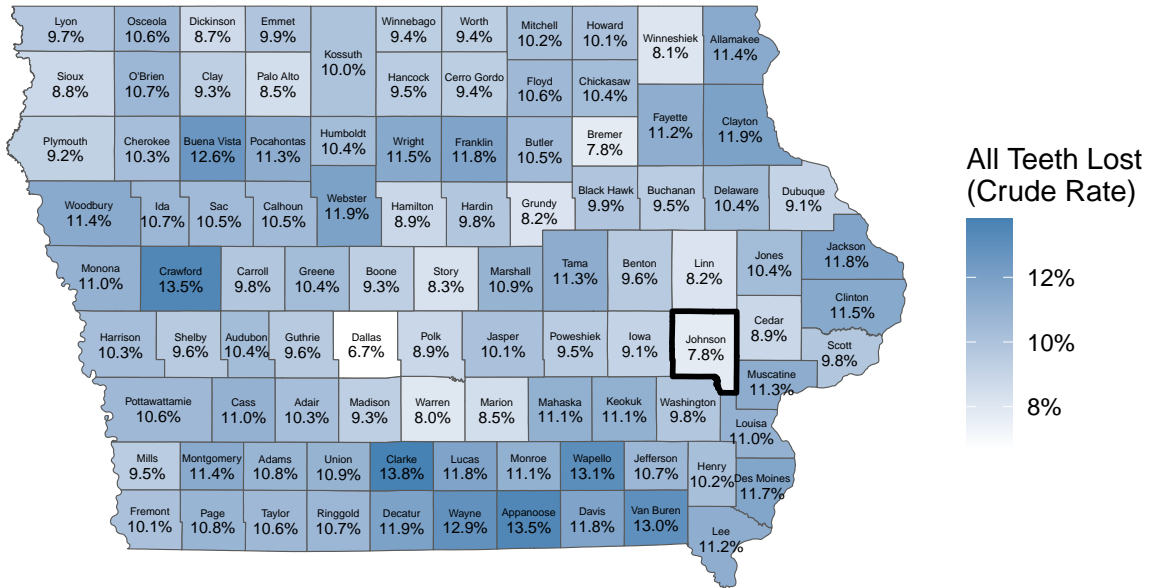 Lyon
9.7%
Osceola
10.6%
Dickinson
8.7%
Emmet
9.9%
Kossuth
10.0%
Winnebago
9.4%
Worth
9.4%
Mitchell
10.2%
Howard
10.1%
Winneshiek
8.1%
Allamakee
11.4%
Sioux
8.8%
O'Brien
10.7%
Clay
9.3%
Palo Alto
8.5%
Hancock
9.5%
Cerro Gordo
9.4%
Floyd
10.6%
Chickasaw
10.4%
Fayette
11.2%
Clayton
11.9%
Plymouth
9.2%
Cherokee
10.3%
Buena Vista
12.6%
Pocahontas
11.3%
Humboldt
10.4%
Wright
11.5%
Franklin
11.8%
Butler
10.5%
Bremer
7.8%
Woodbury
11.4%
Ida
10.7%
Sac
10.5%
Calhoun
10.5%
Webster
11.9%
Hamilton
8.9%
Hardin
9.8%
Grundy
8.2%
Black Hawk
9.9%
Buchanan
9.5%
Delaware
10.4%
Dubuque
9.1%
Monona
11.0%
Crawford
13.5%
Carroll
9.8%
Greene
10.4%
Boone
9.3%
Story
8.3%
Marshall
10.9%
Tama
11.3%
Benton
9.6%
Linn
8.2%
Jones
10.4%
Jackson
11.8%
Clinton
11.5%
Harrison
10.3%
Shelby
9.6%
Audubon
10.4%
Guthrie
9.6%
Dallas
6.7%
Polk
8.9%
Jasper
10.1%
Poweshiek
9.5%
Iowa
9.1%
Johnson
7.8%
Cedar
8.9%
Scott
9.8%
Muscatine
11.3%
Pottawattamie
10.6%
Cass
11.0%
Adair
10.3%
Madison
9.3%
Warren
8.0%
Marion
8.5%
Mahaska
11.1%
Keokuk
11.1%
Washington
9.8%
Louisa
11.0%
Mills
9.5%
Montgomery
11.4%
Adams
10.8%
Union
10.9%
Clarke
13.8%
Lucas
11.8%
Monroe
11.1%
Wapello
13.1%
Jefferson
10.7%
Henry
10.2%
Des Moines
11.7%
Fremont
10.1%
Page
10.8%
Taylor
10.6%
Ringgold
10.7%
Decatur
11.9%
Wayne
12.9%
Appanoose
13.5%
Davis
11.8%
Van Buren
13.0%
Lee
11.2%
All Teeth Lost
(Crude Rate)
12%
10%
8%